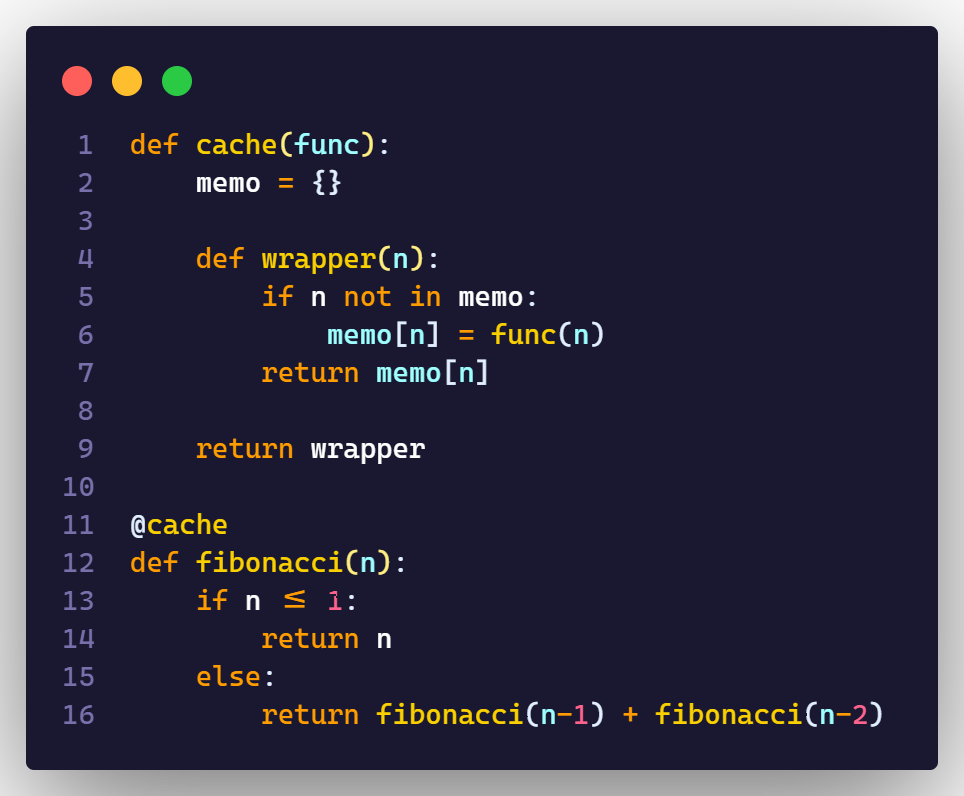 1 def cache(func):
2     memo = {}
3
4     def wrapper(n):
5         if n not in memo:
6             memo[n] = func(n)
7         return memo[n]
8
9     return wrapper
10
11 @cache
12 def fibonacci(n):
13     if n ≤ 1:
14         return n
15     else:
16         return fibonacci(n-1) + fibonacci(n-2)